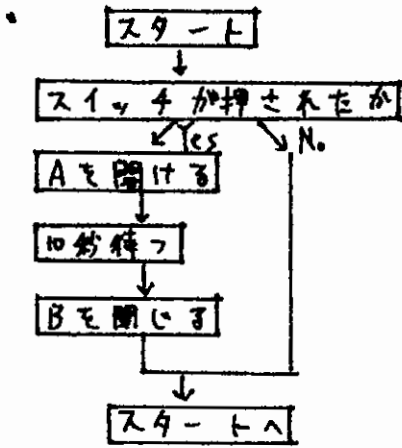 スタート
スイッチが押されたか
Yes
No
Aを開ける
10秒待つ
Bを閉じる
スタートへ